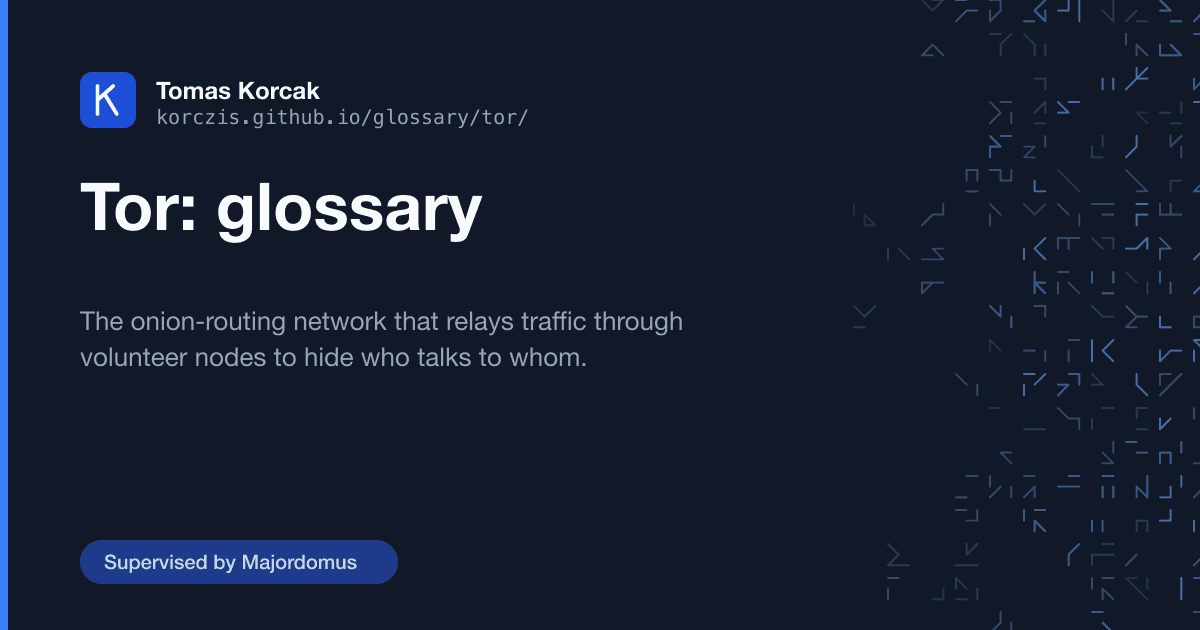 K
Tomas Korcak
korczis.github.io/glossary/tor/
Tor: glossary
The onion-routing network that relays traffic through
volunteer nodes to hide who talks to whom.
Supervised by Majordomus